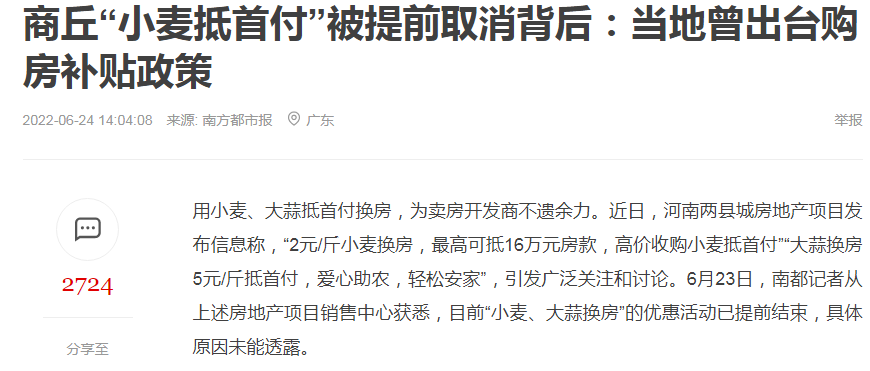 商丘“小麦抵首付”被提前取消背后：当地曾出台购
房补贴政策
2022-06-24 14:04:08 来源: 南方都市报 广东
举报
2724
分享至
用小麦、大蒜抵首付换房，为卖房开发商不遗余力。近日，河南两县城房地产项目发
布信息称，“2元/斤小麦换房，最高可抵16万元房款，高价收购小麦抵首付”“大蒜换房
5元/斤抵首付，爱心助农，轻松安家”，引发广泛关注和讨论。6月23日，南都记者从
上述房地产项目销售中心获悉，目前“小麦、大蒜换房”的优惠活动已提前结束，具体
原因未能透露。